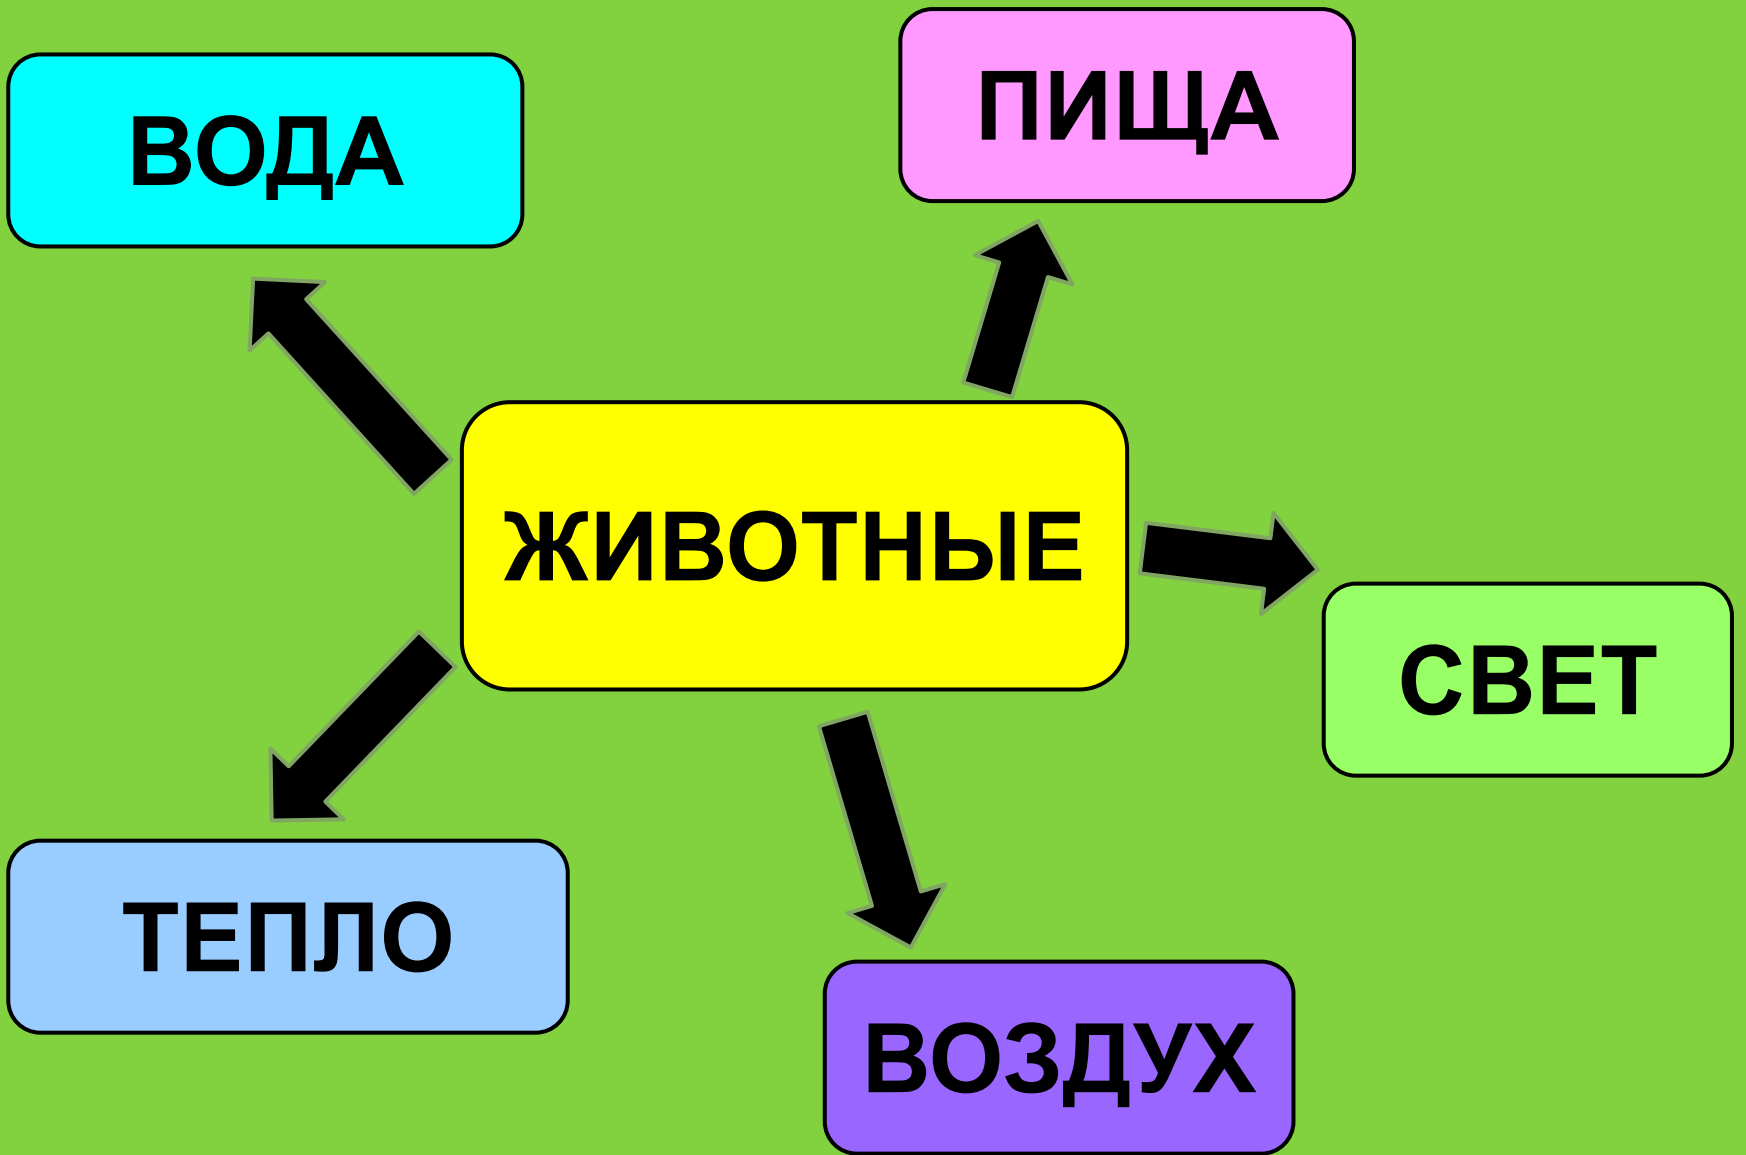 ПИЩА
ВОДА
ЖИВОТНЫЕ
СВЕТ
ТЕПЛО
ВОЗДУХ